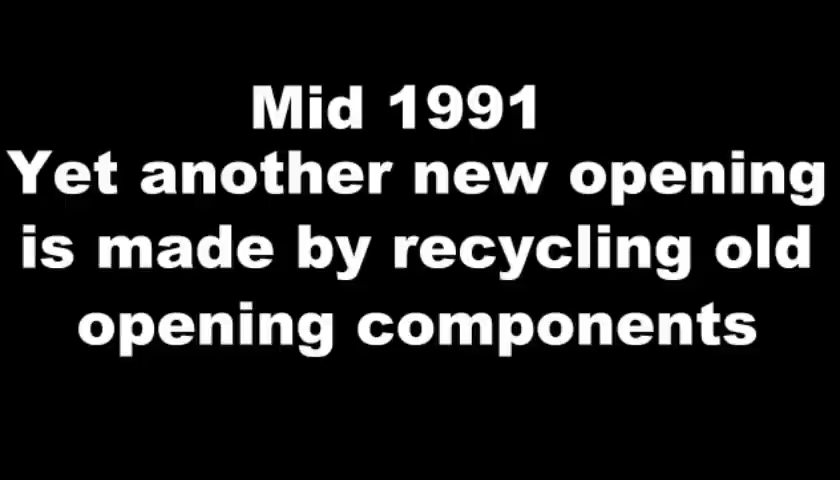 Mid 1991
Yet another new opening
is made by recycling old
opening components